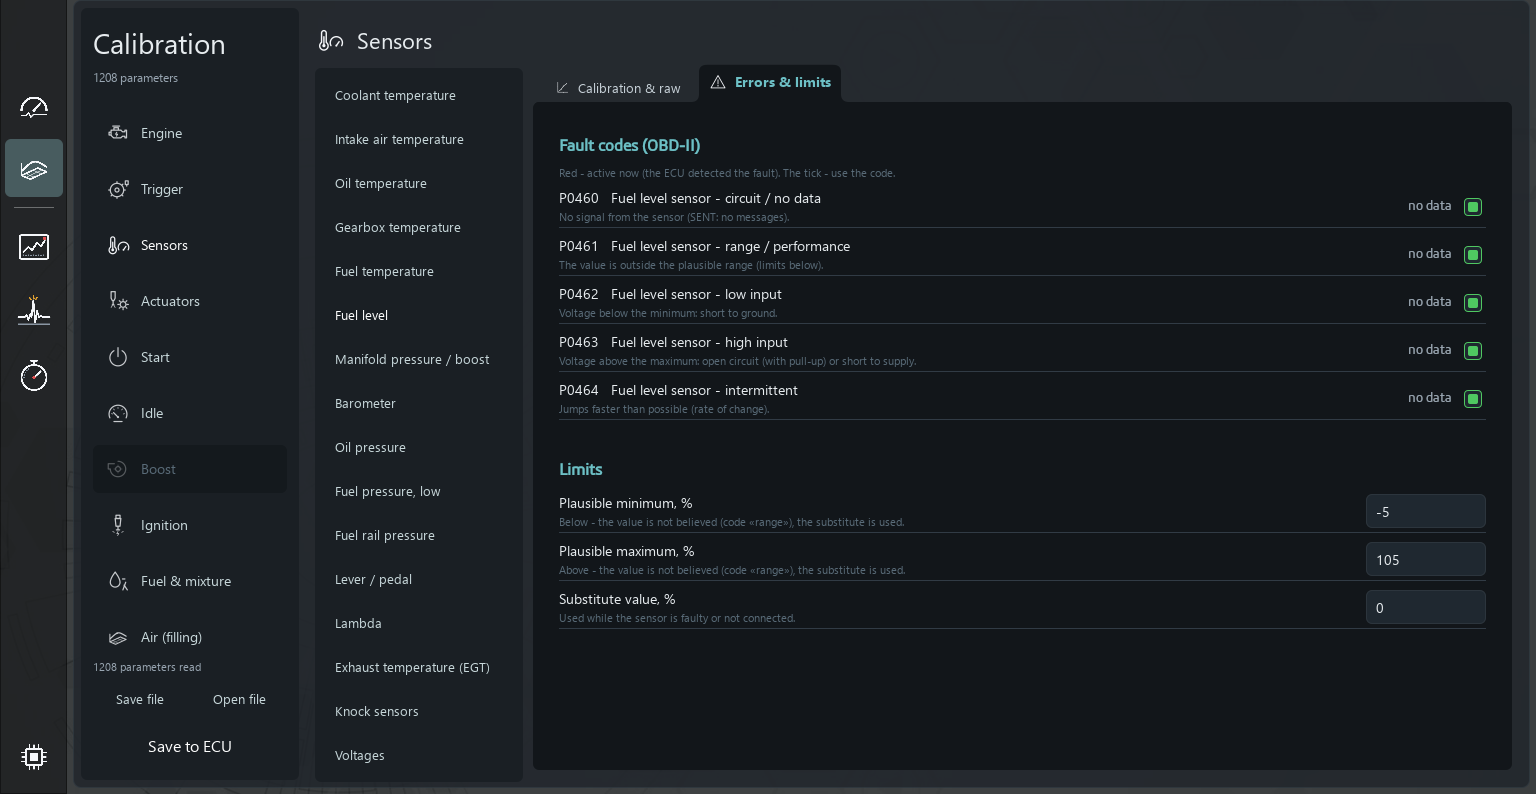 Calibration
1208 parameters
Engine
Trigger
Sensors
Actuators
Start
Idle
Boost
Ignition
Fuel & mixture
Air (filling)
1208 parameters read
Save file
Open file
Save to ECU
Sensors
Coolant temperature
Intake air temperature
Oil temperature
Gearbox temperature
Fuel temperature
Fuel level
Manifold pressure / boost
Barometer
Oil pressure
Fuel pressure, low
Fuel rail pressure
Lever / pedal
Lambda
Exhaust temperature (EGT)
Knock sensors
Voltages
Calibration & raw
Errors & limits
Fault codes (OBD-II)
Red - active now (the ECU detected the fault). The tick - use the code.
P0460 Fuel level sensor - circuit / no data
No signal from the sensor (SENT: no messages).
no data
P0461 Fuel level sensor - range / performance
The value is outside the plausible range (limits below).
no data
P0462 Fuel level sensor - low input
Voltage below the minimum: short to ground.
no data
P0463 Fuel level sensor - high input
Voltage above the maximum: open circuit (with pull-up) or short to supply.
no data
P0464 Fuel level sensor - intermittent
Jumps faster than possible (rate of change).
no data
Limits
Plausible minimum, %
Below - the value is not believed (code «range»), the substitute is used.
-5
Plausible maximum, %
Above - the value is not believed (code «range»), the substitute is used.
105
Substitute value, %
Used while the sensor is faulty or not connected.
0